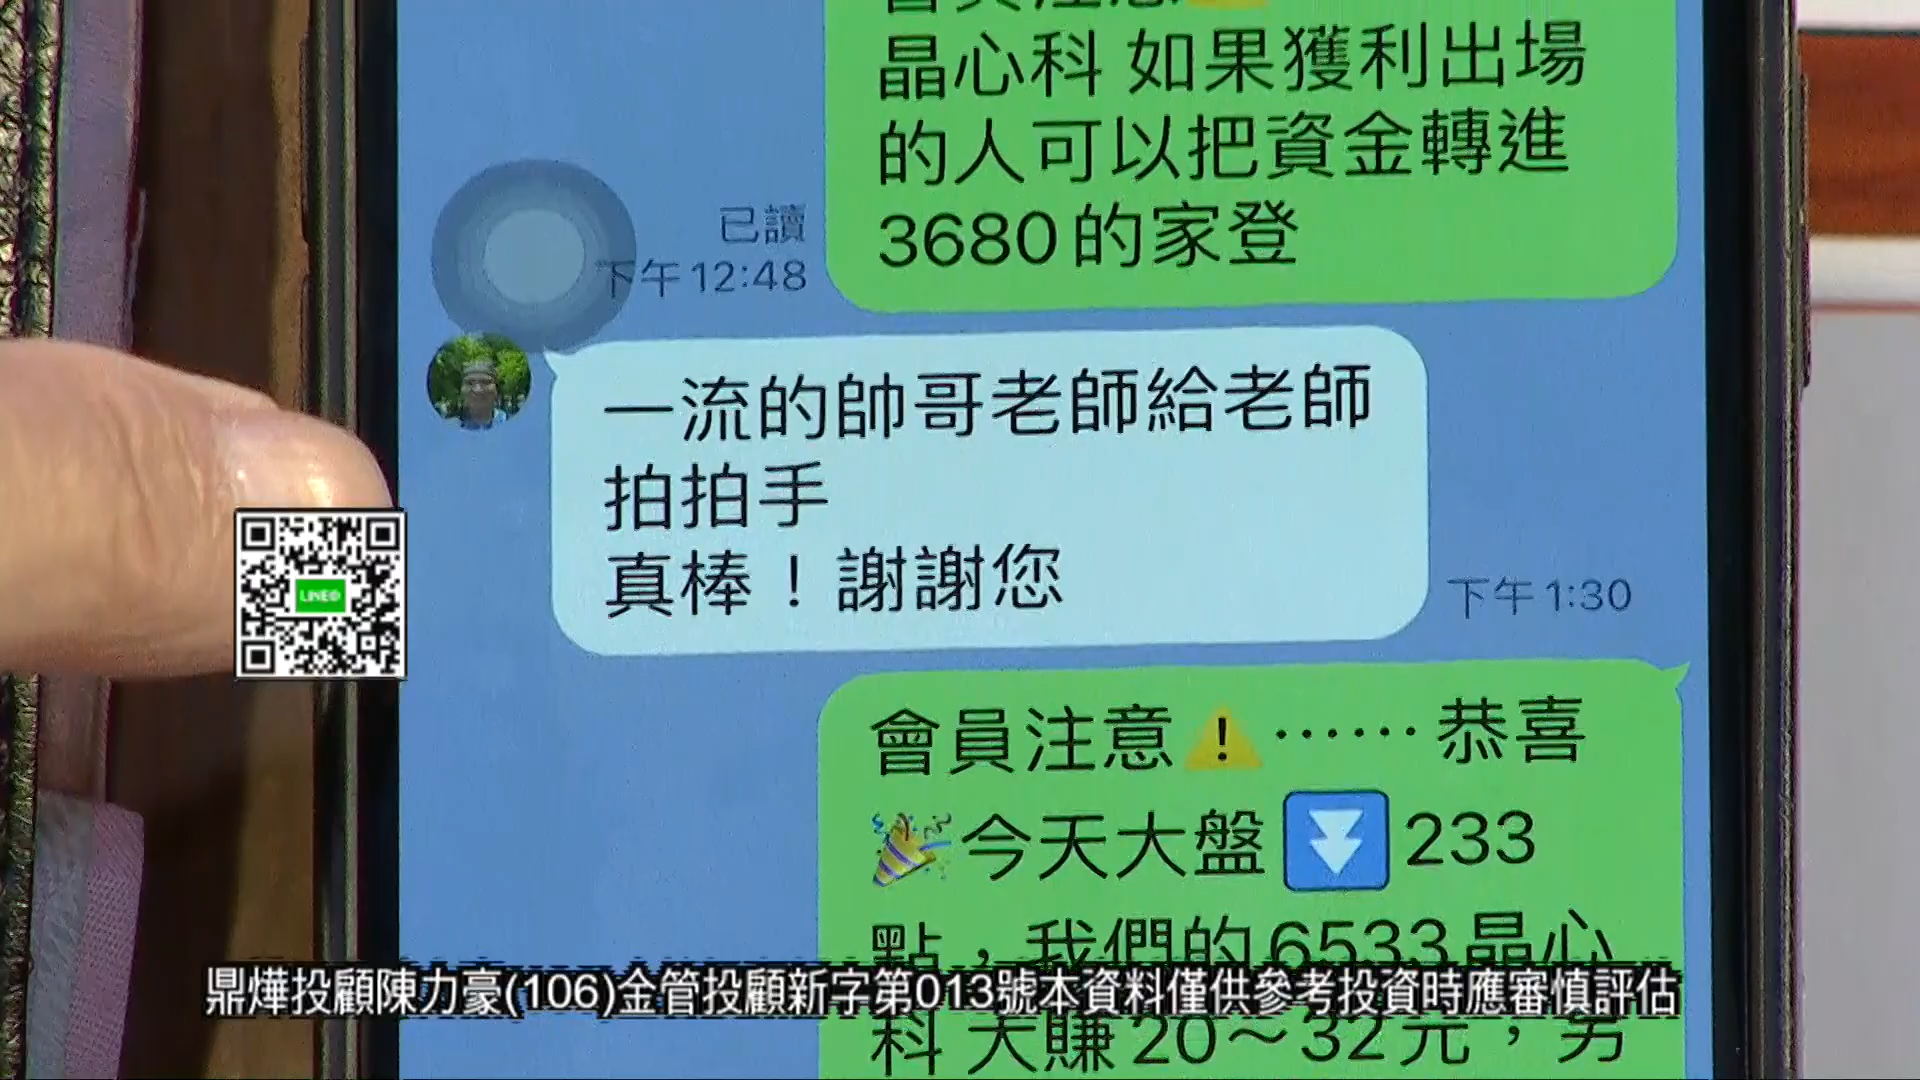 會員注意⚠️
晶心科 如果獲利出場
的人可以把資金轉進
3680的家登
已讀
下午12:48
一流的帥哥老師給老師
拍拍手
真棒！謝謝您
下午1:30
LINE@
會員注意⚠️⋯⋯恭喜
🎉今天大盤⏬233
點，我們的6533晶心
科 大賺20～32元，另
鼎燁投顧陳力豪(106)金管投顧新字第013號本資料僅供參考投資時應審慎評估